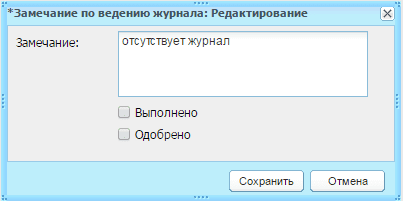 *Замечание по ведению журнала: Редактирование
Замечание: отсутствует журнал
Выполнено
Одобрено
Сохранить Отмена